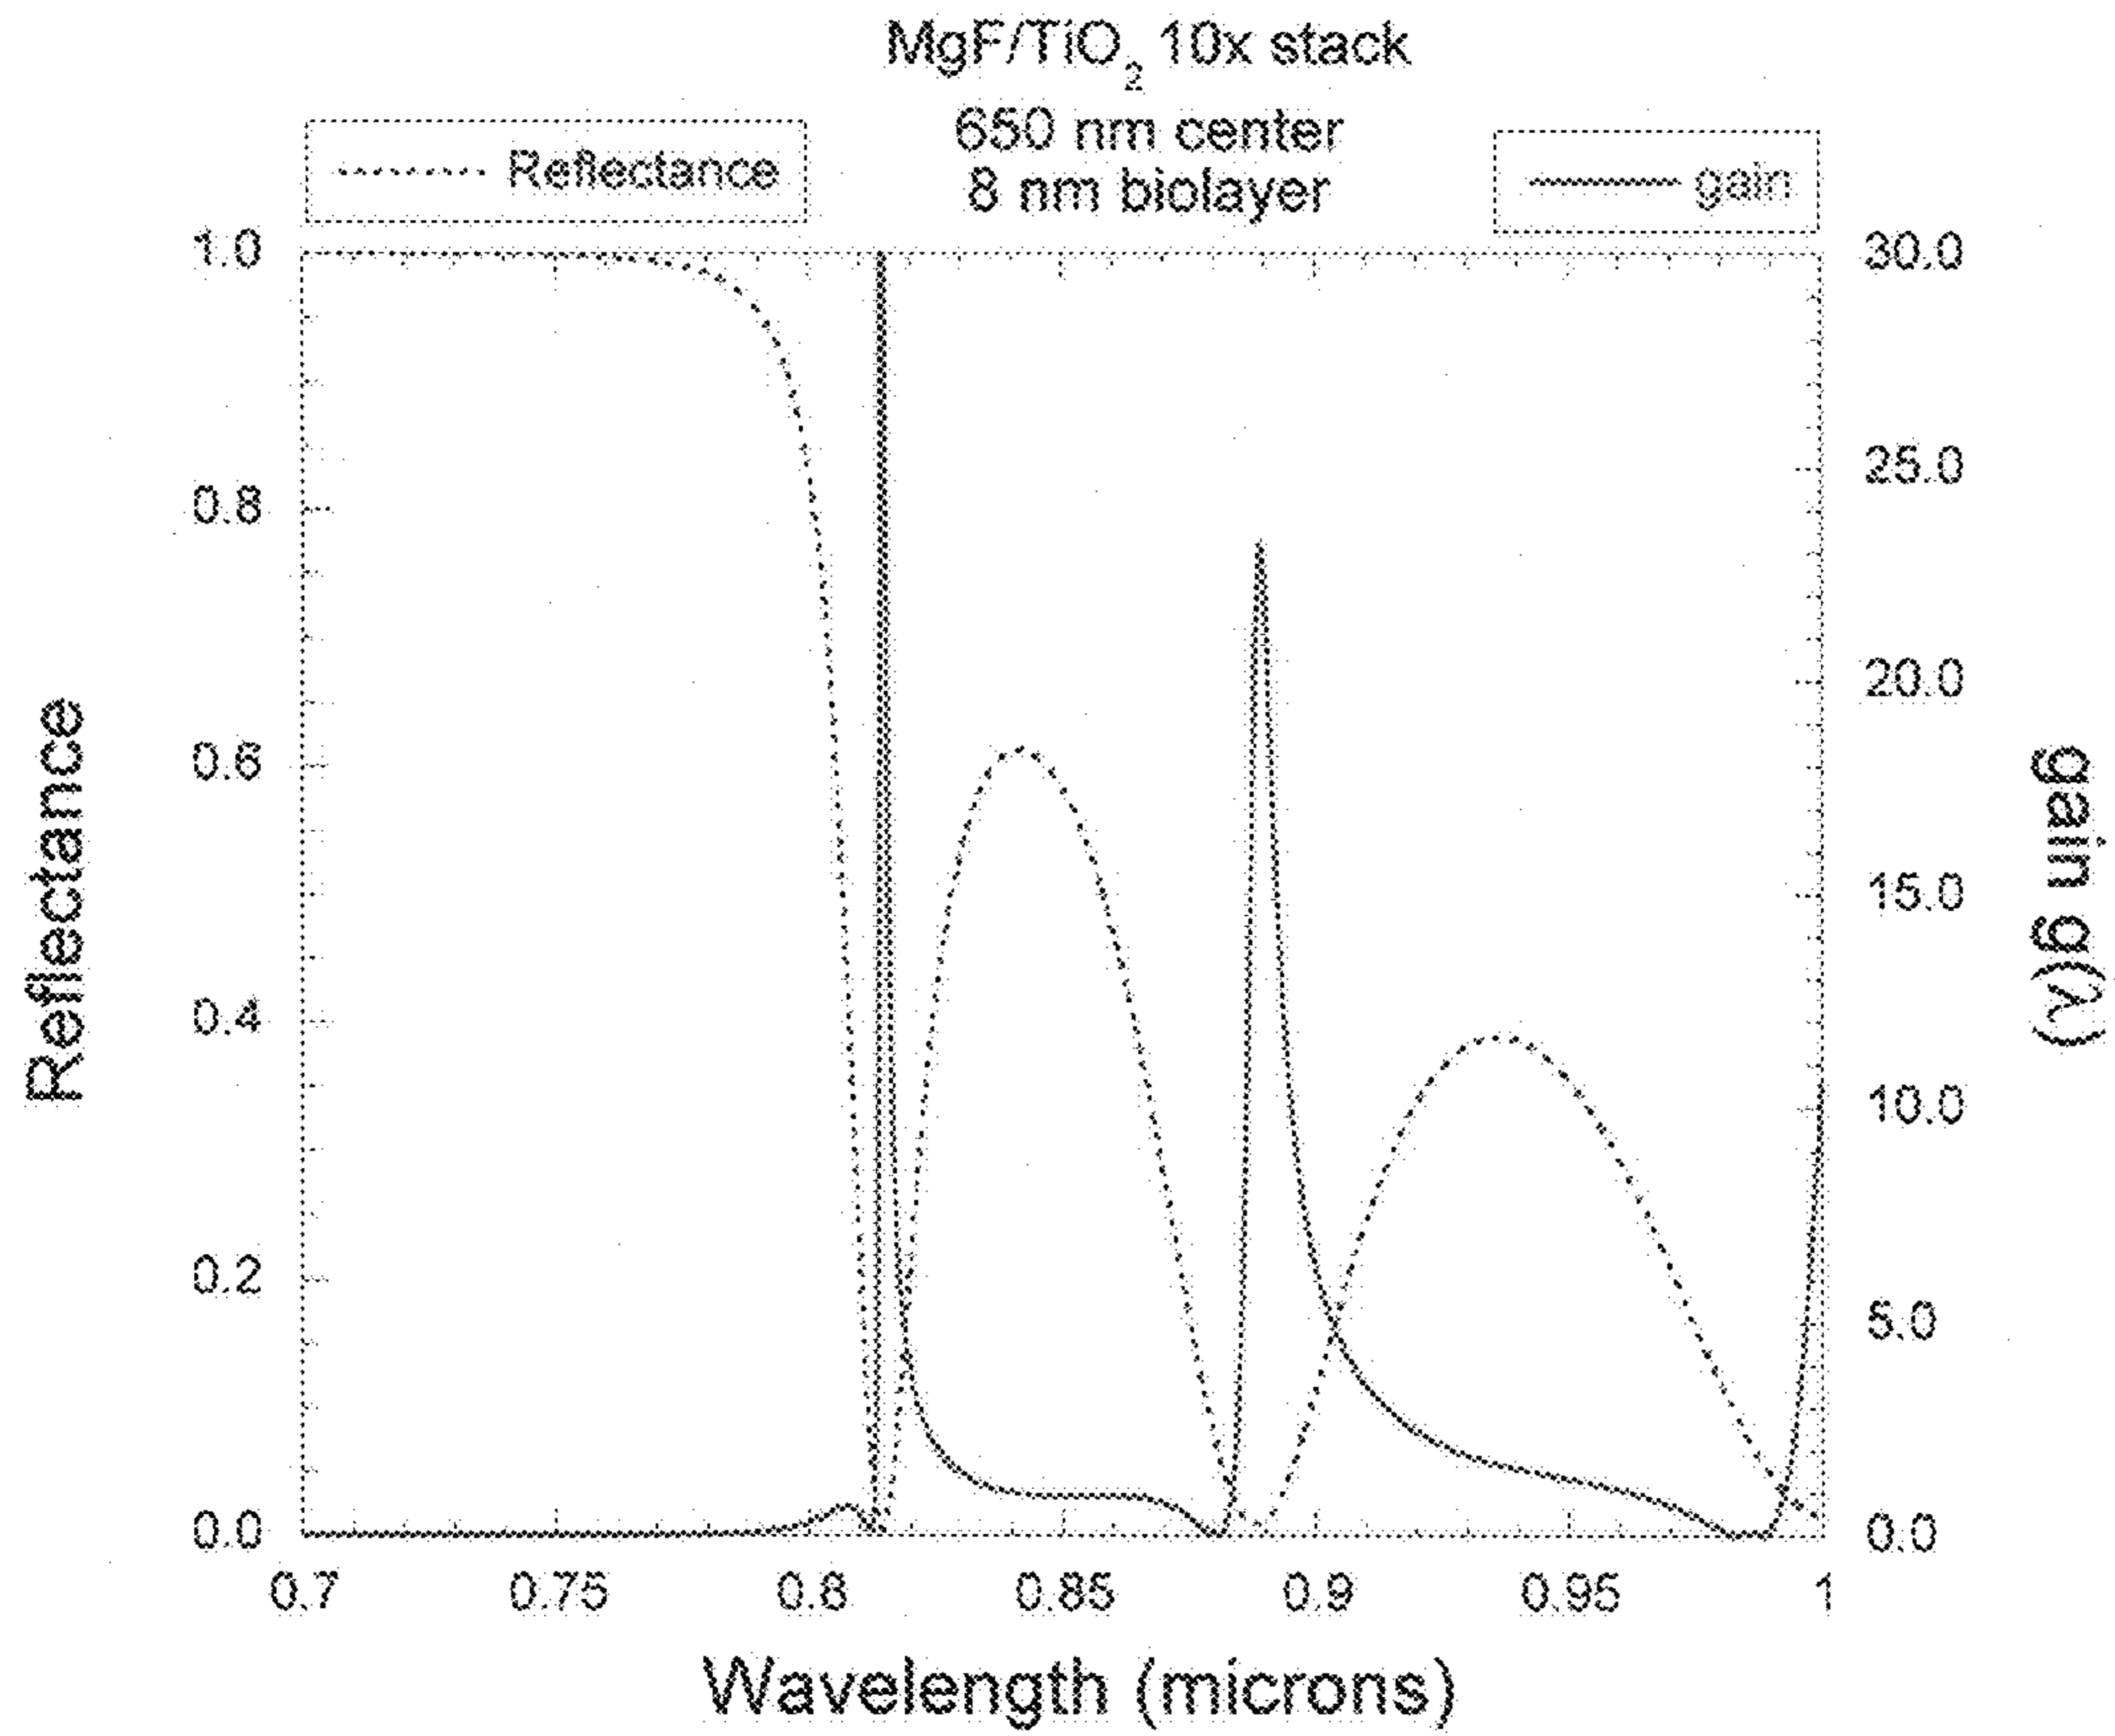 MgF/TiO₂ 10x stack
650 nm center
8 nm biolayer
Reflectance
gain
1.0
0.8
0.6
0.4
0.2
0.0
Reflectance
30.0
25.0
20.0
15.0
10.0
5.0
0.0
gain g(λ)
0.7 0.75 0.8 0.85 0.9 0.95 1
Wavelength (microns)